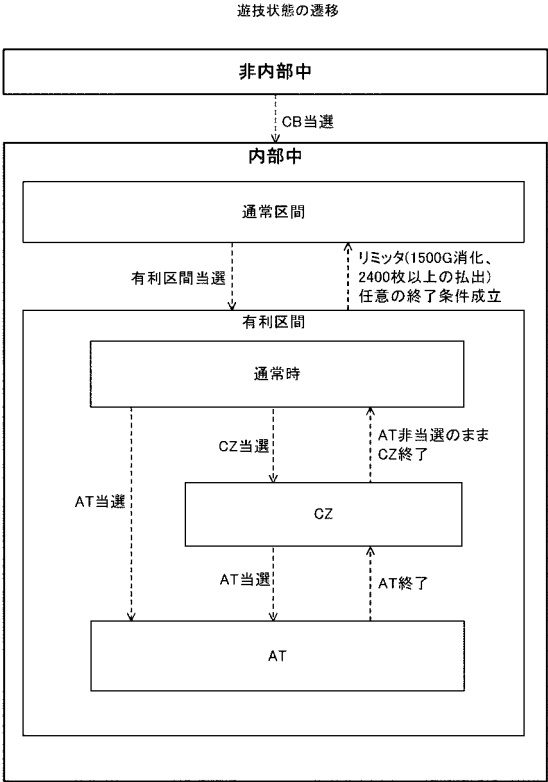 遊技状態の遷移
非内部中
CB当選
内部中
通常区間
有利区間当選
リミッタ(1500G消化、
2400枚以上の払出)
任意の終了条件成立
有利区間
通常時
AT当選
CZ当選
AT非当選のまま
CZ終了
CZ
AT当選
AT終了
AT